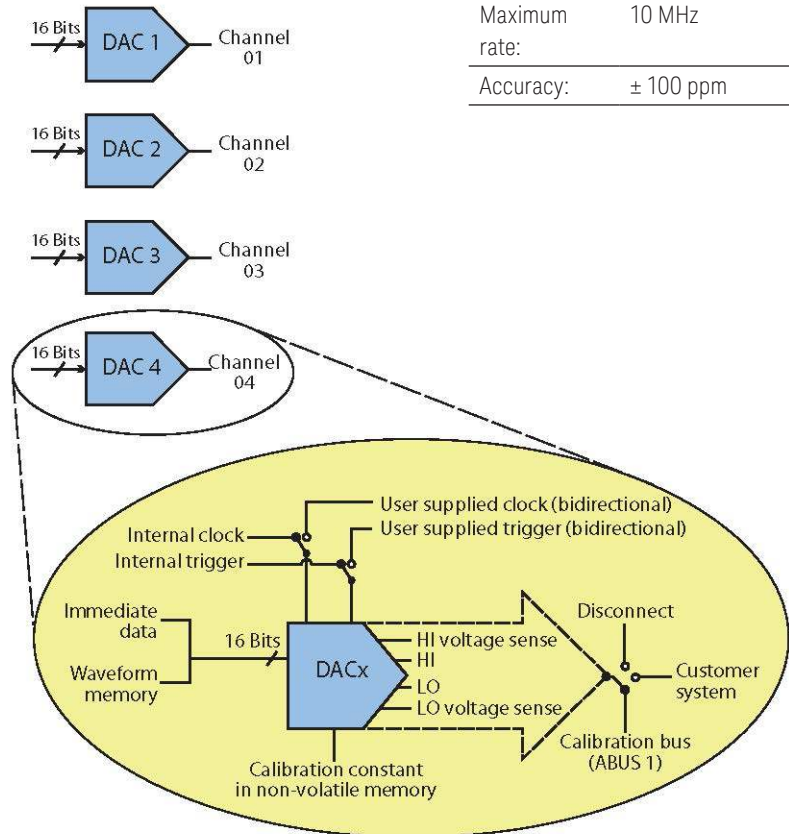 16 Bits
DAC 1
Channel
01
Maximum
rate:
10 MHz
Accuracy:
± 100 ppm
16 Bits
DAC 2
Channel
02
16 Bits
DAC 3
Channel
03
16 Bits
DAC 4
Channel
04
User supplied clock (bidirectional)
Internal clock
User supplied trigger (bidirectional)
Internal trigger
Immediate
data
Waveform
memory
16 Bits
DACx
HI voltage sense
HI
LO
LO voltage sense
Disconnect
Customer
system
Calibration bus
(ABUS 1)
Calibration constant
in non-volatile memory